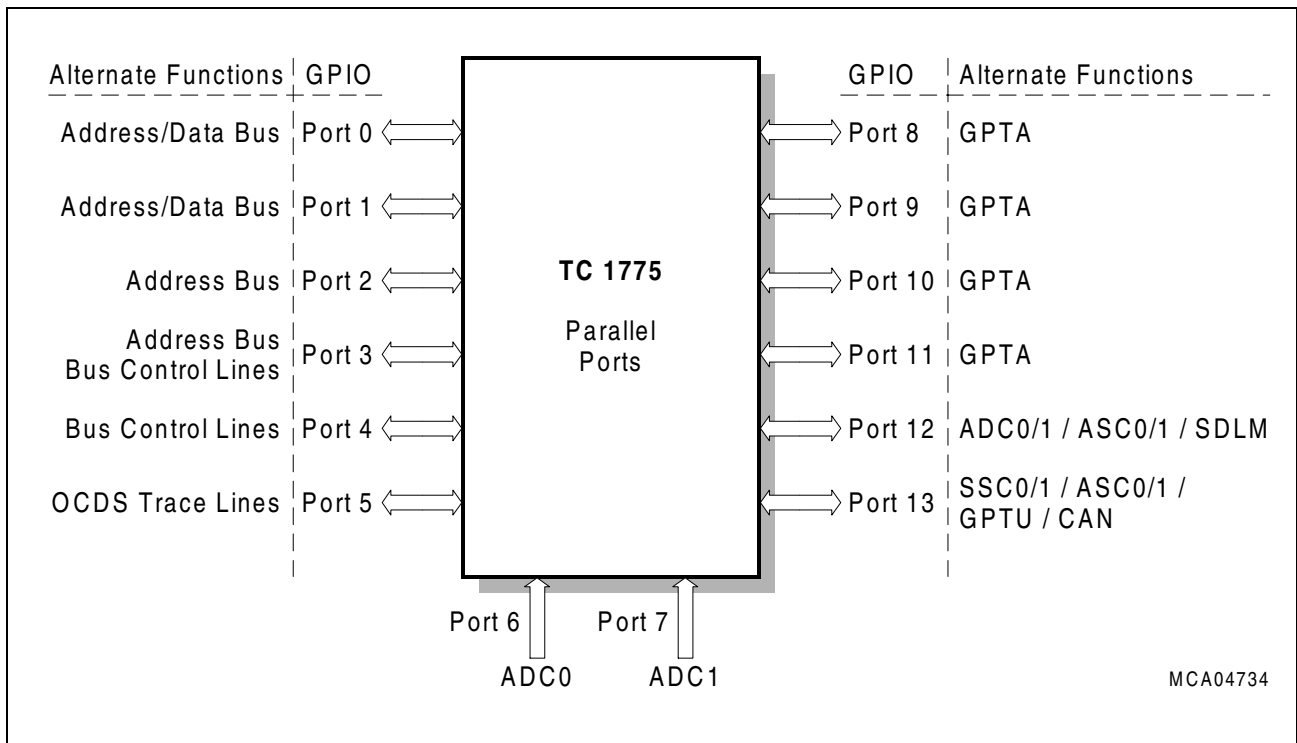 Alternate Functions GPIO
Address/Data Bus Port 0
Address/Data Bus Port 1
Address Bus Port 2
Address Bus
Bus Control Lines Port 3
Bus Control Lines Port 4
OCDS Trace Lines Port 5
TC 1775
Parallel
Ports
GPIO Alternate Functions
Port 8 GPTA
Port 9 GPTA
Port 10 GPTA
Port 11 GPTA
Port 12 ADC0/1 / ASC0/1 / SDLM
Port 13 SSC0/1 / ASC0/1 /
GPTU / CAN
Port 6 Port 7
ADC0 ADC1
MCA04734